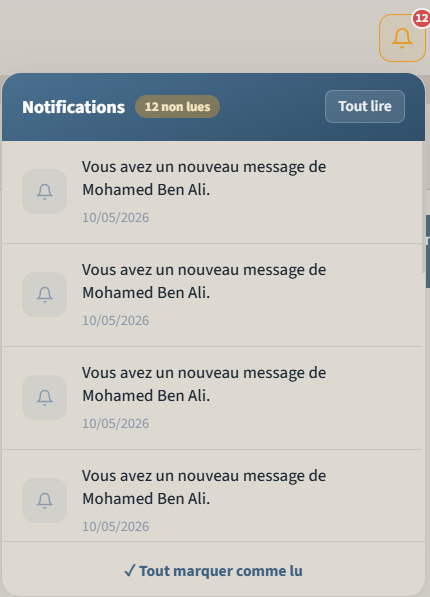 12
Notifications
12 non lues
Tout lire
Vous avez un nouveau message de
Mohamed Ben Ali.
10/05/2026
Vous avez un nouveau message de
Mohamed Ben Ali.
10/05/2026
Vous avez un nouveau message de
Mohamed Ben Ali.
10/05/2026
Vous avez un nouveau message de
Mohamed Ben Ali.
10/05/2026
✓ Tout marquer comme lu